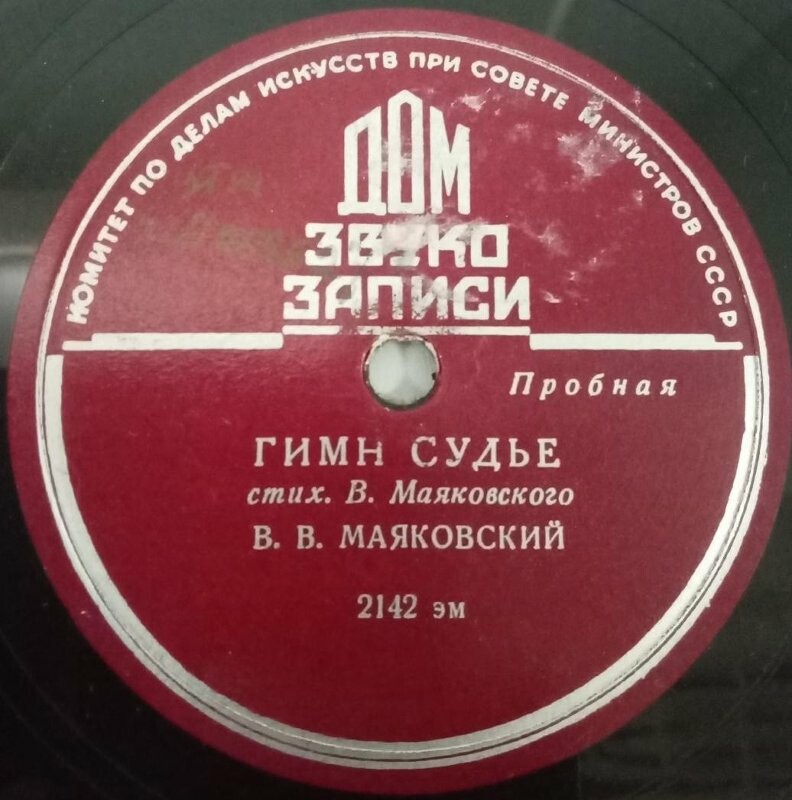 КОМИТЕТ ПО ДЕЛАМ ИСКУССТВ ПРИ СОВЕТЕ МИНИСТРОВ СССР
ДОМ
ЗВУКО
ЗАПИСИ
Пробная
ГИМН СУДЬЕ
стих. В. Маяковского
В. В. МАЯКОВСКИЙ
2142 эм